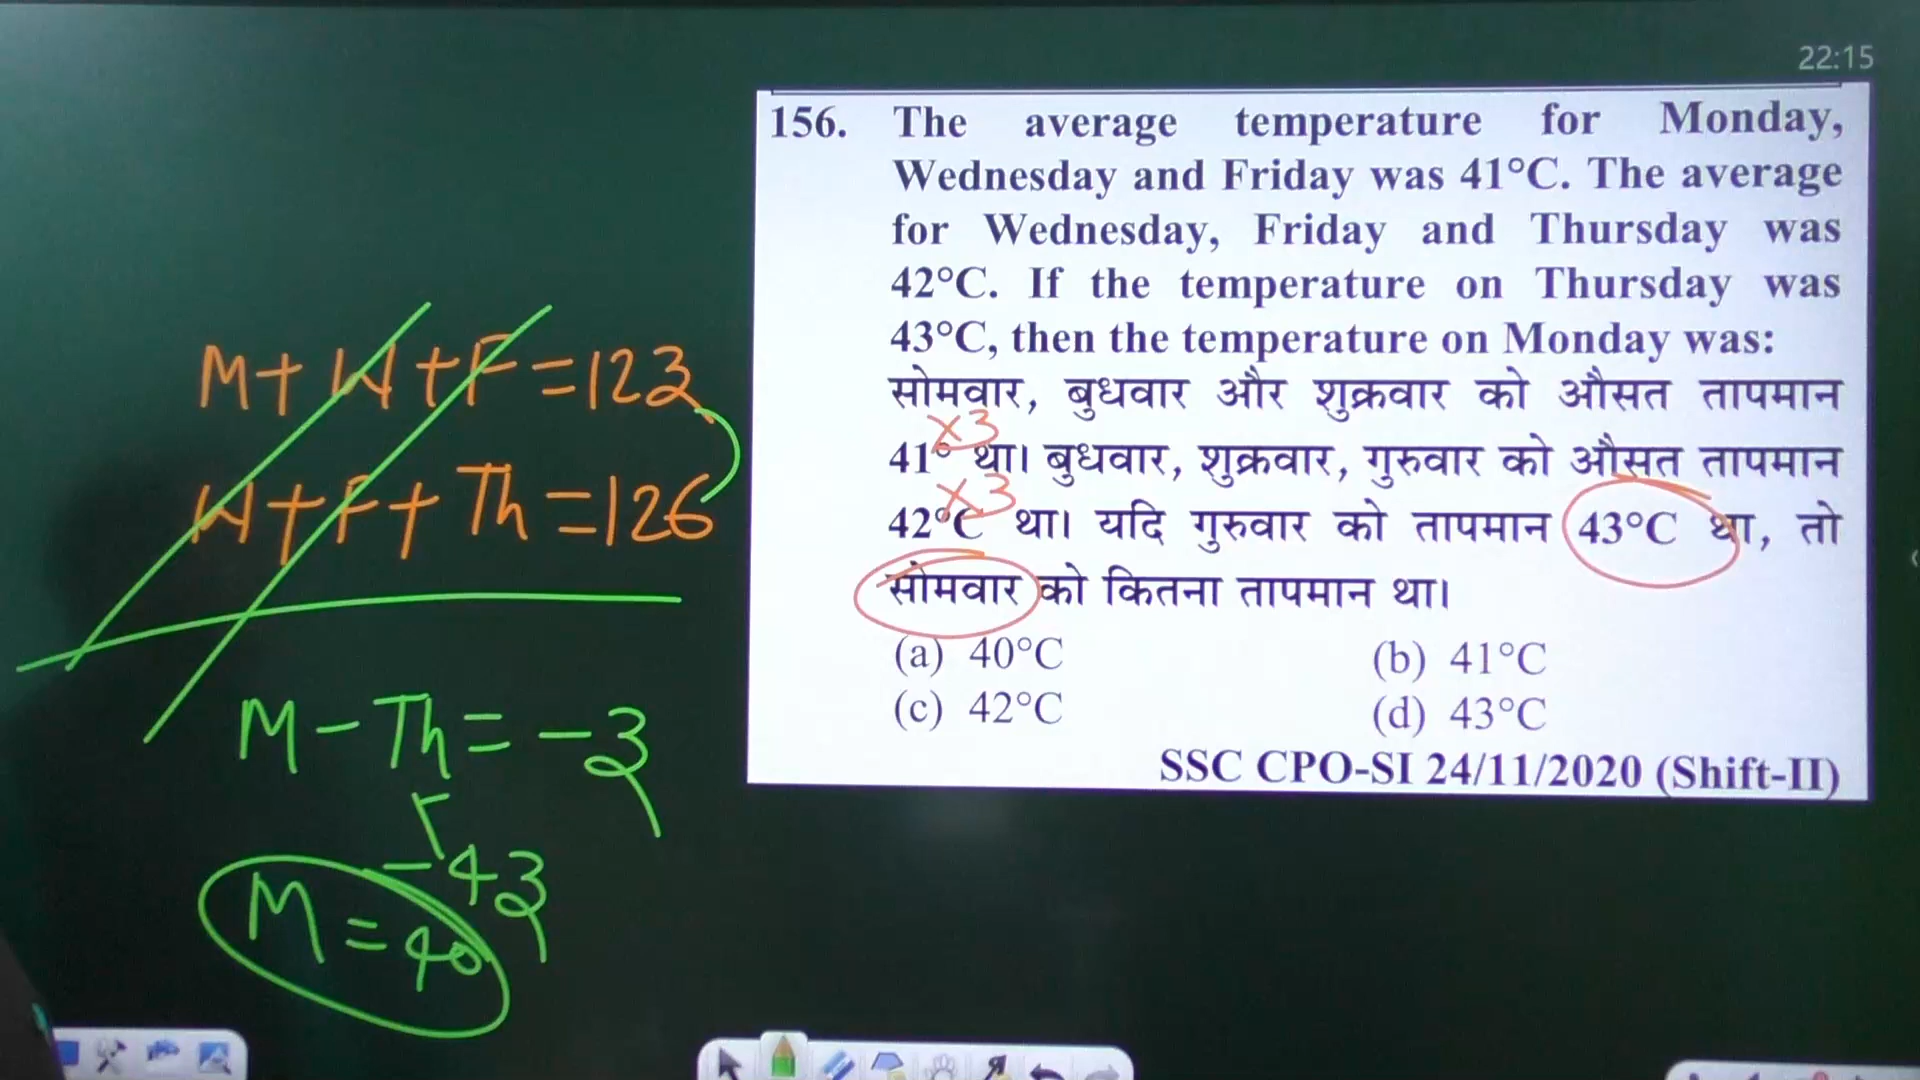 22:15
156. The average temperature for Monday,
Wednesday and Friday was 41°C. The average
for Wednesday, Friday and Thursday was
42°C. If the temperature on Thursday was
43°C, then the temperature on Monday was:
सोमवार, बुधवार और शुक्रवार को औसत तापमान
×3
41° था। बुधवार, शुक्रवार, गुरुवार को औसत तापमान
×3
42°C था। यदि गुरुवार को तापमान 43°C था, तो
सोमवार को कितना तापमान था।
(a) 40°C (b) 41°C
(c) 42°C (d) 43°C
SSC CPO-SI 24/11/2020 (Shift-II)
M+W+F=123
W+F+Th=126
M-Th=-3
-43
M=40